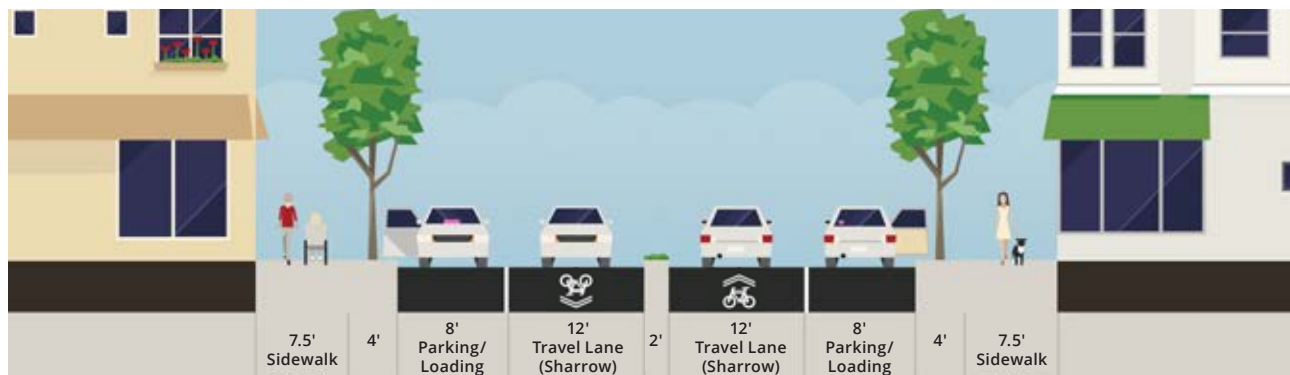 7.5'
Sidewalk
4'
8'
Parking/
Loading
12'
Travel Lane
(Sharrow)
2'
12'
Travel Lane
(Sharrow)
8'
Parking/
Loading
4'
7.5'
Sidewalk